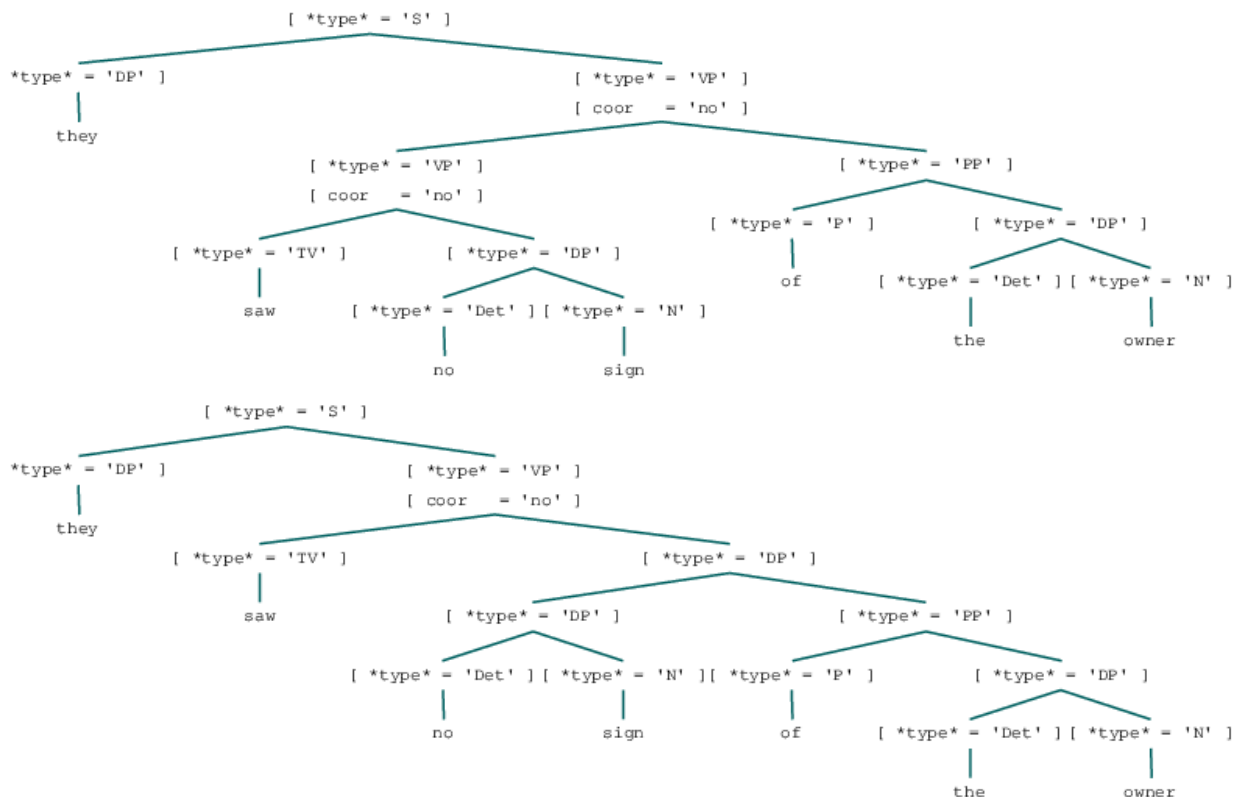 [ *type* = 'S' ]
*type* = 'DP' ] [ *type* = 'VP' ]
[ coor = 'no' ]
they
[ *type* = 'VP' ] [ *type* = 'PP' ]
[ coor = 'no' ]
[ *type* = 'P' ] [ *type* = 'DP' ]
[ *type* = 'TV' ] [ *type* = 'DP' ]
of [ *type* = 'Det' ][ *type* = 'N' ]
saw [ *type* = 'Det' ][ *type* = 'N' ]
the owner
no sign
[ *type* = 'S' ]
*type* = 'DP' ] [ *type* = 'VP' ]
[ coor = 'no' ]
they
[ *type* = 'TV' ] [ *type* = 'DP' ]
saw [ *type* = 'DP' ] [ *type* = 'PP' ]
[ *type* = 'Det' ][ *type* = 'N' ][ *type* = 'P' ] [ *type* = 'DP' ]
no sign of [ *type* = 'Det' ][ *type* = 'N' ]
the owner